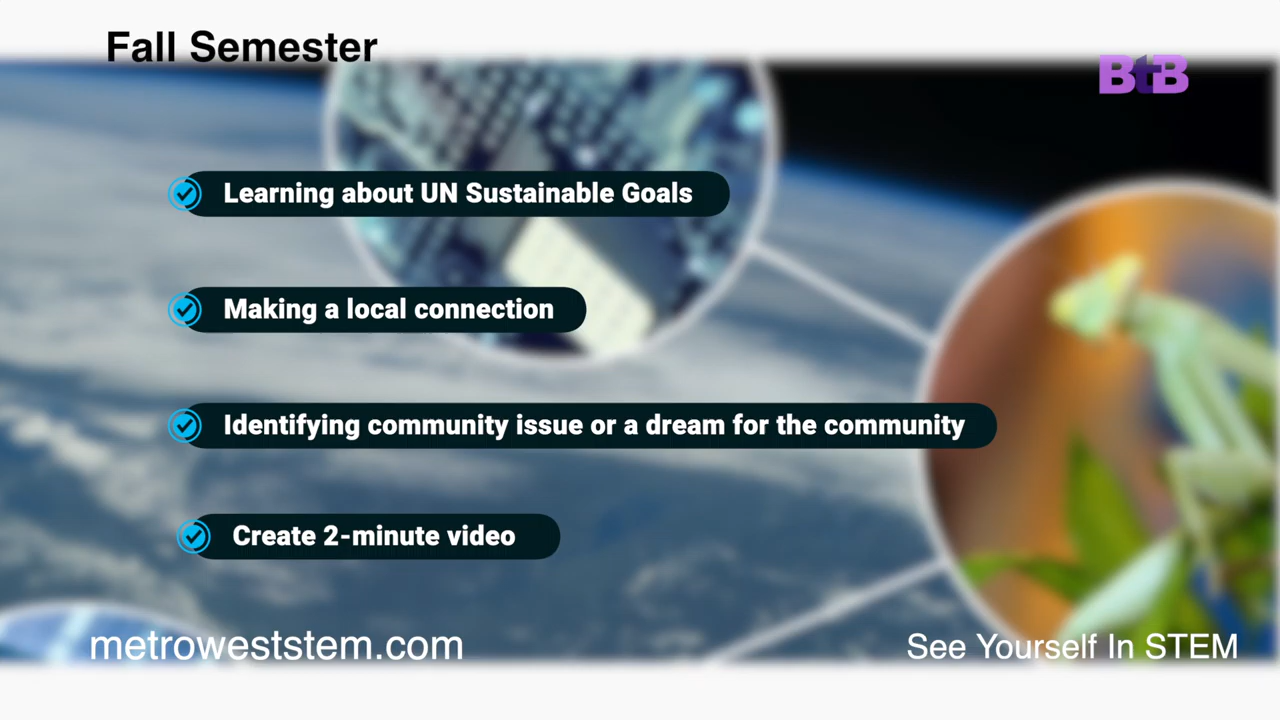 Fall Semester
BtB
Learning about UN Sustainable Goals
Making a local connection
Identifying community issue or a dream for the community
Create 2-minute video
metroweststem.com
See Yourself In STEM